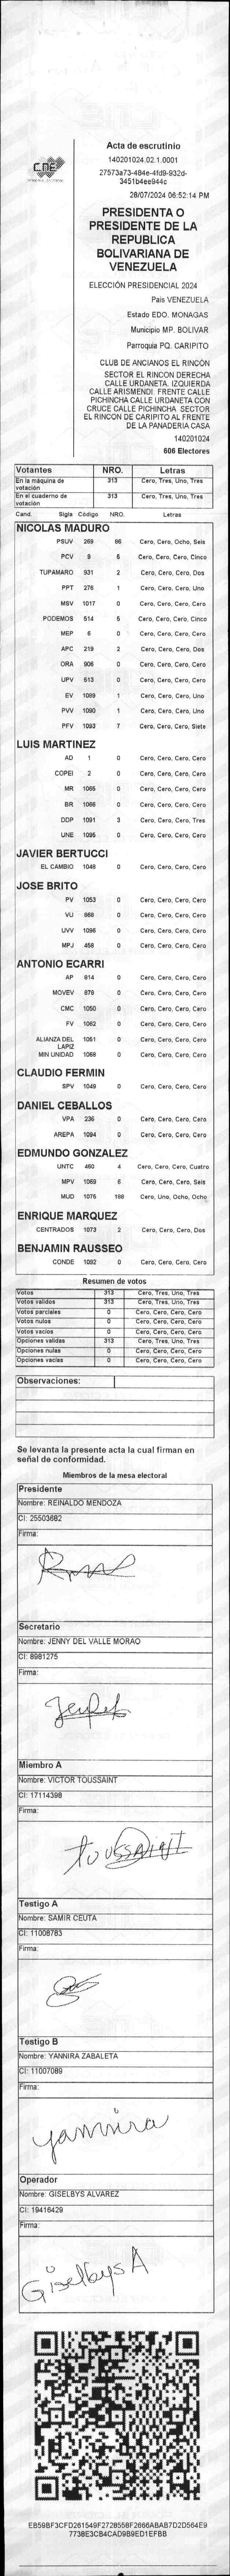 CNE
Acta de escrutinio
140201024.02.1.0001
27573a73-484e-4fd9-932d-
3451b4ee944c
28/07/2024 06:52:14 PM
PRESIDENTA O
PRESIDENTE DE LA
REPUBLICA
BOLIVARIANA DE
VENEZUELA
ELECCIÓN PRESIDENCIAL 2024
Pais VENEZUELA
Estado EDO. MONAGAS
Municipio MP. BOLIVAR
Parroquia PQ. CARIPITO
CLUB DE ANCIANOS EL RINCÓN
SECTOR EL RINCON DERECHA
CALLE URDANETA. IZQUIERDA
CALLE ARISMENDI. FRENTE CALLE
PICHINCHA CALLE URDANETA CON
CRUCE CALLE PICHINCHA. SECTOR
EL RINCON DE CARIPITO AL FRENTE
DE LA PANADERIA CASA
140201024
606 Electores
Votantes NRO. Letras
En la máquina de votación 313 Cero, Tres, Uno, Tres
En el cuaderno de votación 313 Cero, Tres, Uno, Tres
Cand. Sigla Código NRO. Letras
NICOLAS MADURO
PSUV 269 86 Cero, Cero, Ocho, Seis
PCV 9 5 Cero, Cero, Cero, Cinco
TUPAMARO 931 2 Cero, Cero, Cero, Dos
PPT 276 1 Cero, Cero, Cero, Uno
MSV 1017 0 Cero, Cero, Cero, Cero
PODEMOS 514 5 Cero, Cero, Cero, Cinco
MEP 6 0 Cero, Cero, Cero, Cero
APC 219 2 Cero, Cero, Cero, Dos
ORA 906 0 Cero, Cero, Cero, Cero
UPV 613 0 Cero, Cero, Cero, Cero
EV 1089 1 Cero, Cero, Cero, Uno
PVV 1090 1 Cero, Cero, Cero, Uno
PFV 1093 7 Cero, Cero, Cero, Siete
LUIS MARTINEZ
AD 1 0 Cero, Cero, Cero, Cero
COPEI 2 0 Cero, Cero, Cero, Cero
MR 1055 0 Cero, Cero, Cero, Cero
BR 1066 0 Cero, Cero, Cero, Cero
DDP 1091 3 Cero, Cero, Cero, Tres
UNE 1095 0 Cero, Cero, Cero, Cero
JAVIER BERTUCCI
EL CAMBIO 1048 0 Cero, Cero, Cero, Cero
JOSE BRITO
PV 1053 0 Cero, Cero, Cero, Cero
VU 868 0 Cero, Cero, Cero, Cero
UVV 1096 0 Cero, Cero, Cero, Cero
MPJ 458 0 Cero, Cero, Cero, Cero
ANTONIO ECARRI
AP 914 0 Cero, Cero, Cero, Cero
MOVEV 879 0 Cero, Cero, Cero, Cero
CMC 1050 0 Cero, Cero, Cero, Cero
FV 1062 0 Cero, Cero, Cero, Cero
ALIANZA DEL LAPIZ 1051 0 Cero, Cero, Cero, Cero
MIN UNIDAD 1068 0 Cero, Cero, Cero, Cero
CLAUDIO FERMIN
SPV 1049 0 Cero, Cero, Cero, Cero
DANIEL CEBALLOS
VPA 236 0 Cero, Cero, Cero, Cero
AREPA 1094 0 Cero, Cero, Cero, Cero
EDMUNDO GONZALEZ
UNTC 460 4 Cero, Cero, Cero, Cuatro
MPV 1069 6 Cero, Cero, Cero, Seis
MUD 1075 188 Cero, Uno, Ocho, Ocho
ENRIQUE MARQUEZ
CENTRADOS 1073 2 Cero, Cero, Cero, Dos
BENJAMIN RAUSSEO
CONDE 1092 0 Cero, Cero, Cero, Cero
Resumen de votos
Votos 313 Cero, Tres, Uno, Tres
Votos validos 313 Cero, Tres, Uno, Tres
Votos parciales 0 Cero, Cero, Cero, Cero
Votos nulos 0 Cero, Cero, Cero, Cero
Votos vacios 0 Cero, Cero, Cero, Cero
Opciones validas 313 Cero, Tres, Uno, Tres
Opciones nulas 0 Cero, Cero, Cero, Cero
Opciones vacias 0 Cero, Cero, Cero, Cero
Observaciones:
Se levanta la presente acta la cual firman en
señal de conformidad.
Miembros de la mesa electoral
Presidente
Nombre: REINALDO MENDOZA
CI: 25503682
Firma:
Secretario
Nombre: JENNY DEL VALLE MORAO
CI: 8981275
Firma:
Miembro A
Nombre: VICTOR TOUSSAINT
CI: 17114398
Firma:
TOUSSAINT
Testigo A
Nombre: SAMIR CEUTA
CI: 11008783
Firma:
Testigo B
Nombre: YANNIRA ZABALETA
CI: 11007089
Firma:
yannira
Operador
Nombre: GISELBYS ALVAREZ
CI: 19416429
Firma:
Giselbys A
EB59BF3CFD261549F2728558F2666ABAB7D2D564E9
7738E3CB4CAD9B9ED1EFBB